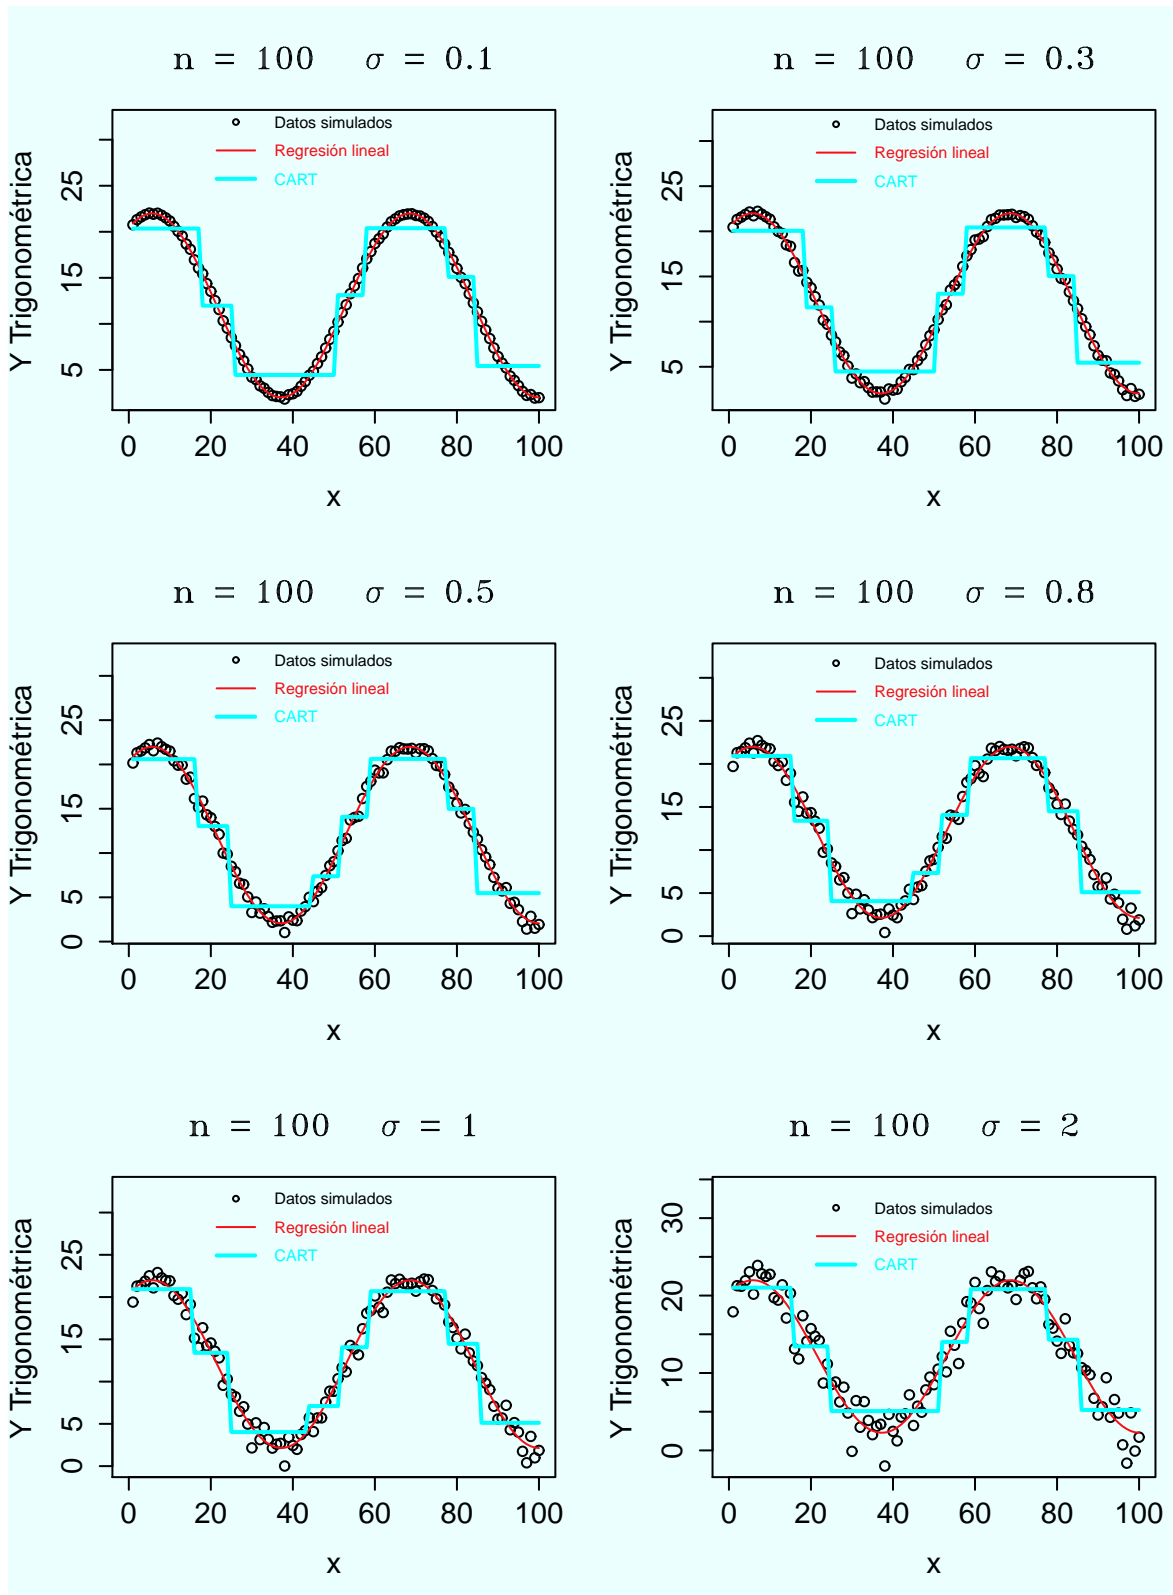 n = 100 σ = 0.1
Datos simulados
Regresión lineal
CART
Y Trigonométrica
5 15 25
0 20 40 60 80 100
x
n = 100 σ = 0.3
Datos simulados
Regresión lineal
CART
Y Trigonométrica
5 15 25
0 20 40 60 80 100
x
n = 100 σ = 0.5
Datos simulados
Regresión lineal
CART
Y Trigonométrica
0 5 15 25
0 20 40 60 80 100
x
n = 100 σ = 0.8
Datos simulados
Regresión lineal
CART
Y Trigonométrica
0 5 15 25
0 20 40 60 80 100
x
n = 100 σ = 1
Datos simulados
Regresión lineal
CART
Y Trigonométrica
0 5 15 25
0 20 40 60 80 100
x
n = 100 σ = 2
Datos simulados
Regresión lineal
CART
Y Trigonométrica
0 10 20 30
0 20 40 60 80 100
x